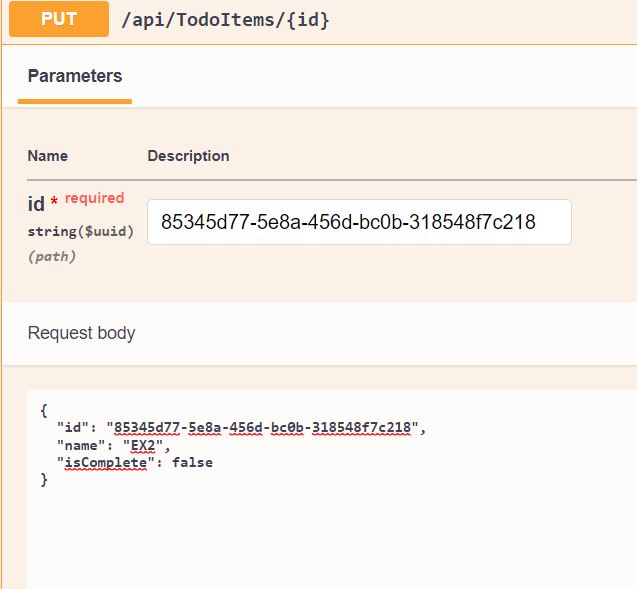 PUT /api/TodoItems/{id}
Parameters
Name Description
id * required
string($uuid)
(path)
85345d77-5e8a-456d-bc0b-318548f7c218
Request body
{
  "id": "85345d77-5e8a-456d-bc0b-318548f7c218",
  "name": "EX2",
  "isComplete": false
}